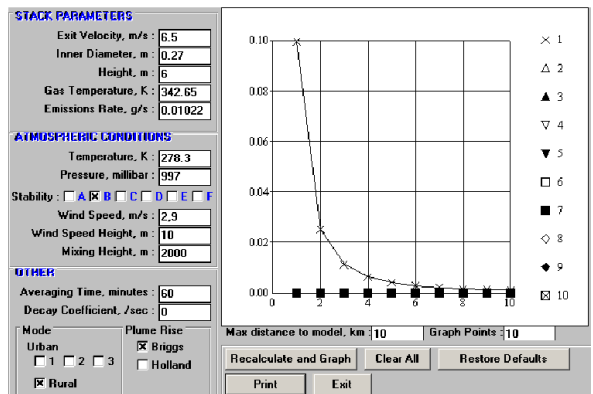 STACK PARAMETERS
Exit Velocity, m/s : 6.5
Inner Diameter, m : 0.27
Height, m : 6
Gas Temperature, K : 342.65
Emissions Rate, g/s : 0.01022
ATMOSPHERIC CONDITIONS
Temperature, K : 278.3
Pressure, millibar : 997
Stability : A B C D E F
Wind Speed, m/s : 2,9
Wind Speed Height, m : 10
Mixing Height, m : 2000
OTHER
Averaging Time, minutes : 60
Decay Coefficient, /sec : 0
Mode
Urban
1 2 3
Rural
Plume Rise
Briggs
Holland
0.10
0.08
0.06
0.04
0.02
0.00
0 2 4 6 8 10
1
2
3
4
5
6
7
8
9
10
Max distance to model, km : 10 Graph Points : 10
Recalculate and Graph Clear All Restore Defaults
Print Exit